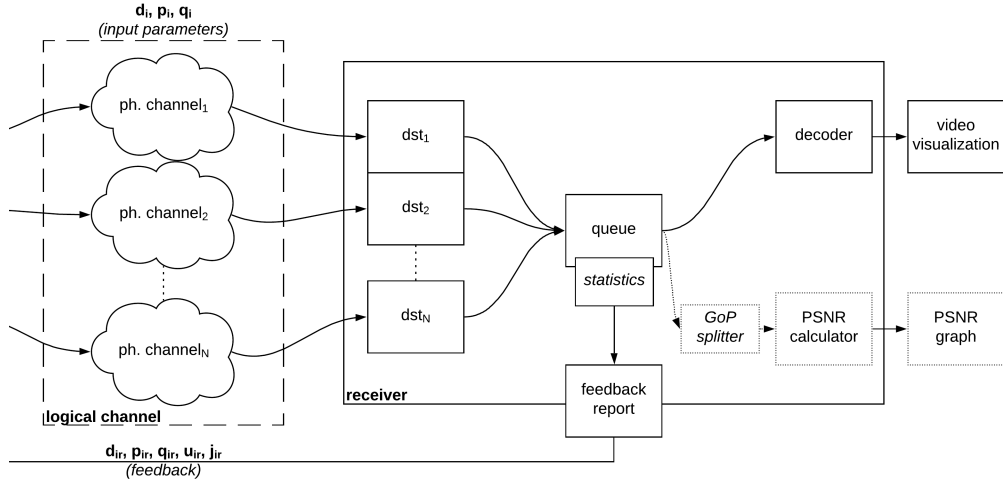 dᵢ, pᵢ, qᵢ
(input parameters)
ph. channel₁
dst₁
decoder
video
visualization
ph. channel₂
dst₂
queue
statistics
ph. channelN
dstN
GoP
splitter
PSNR
calculator
PSNR
graph
feedback
report
receiver
logical channel
dᵢᵣ, pᵢᵣ, qᵢᵣ, uᵢᵣ, jᵢᵣ
(feedback)